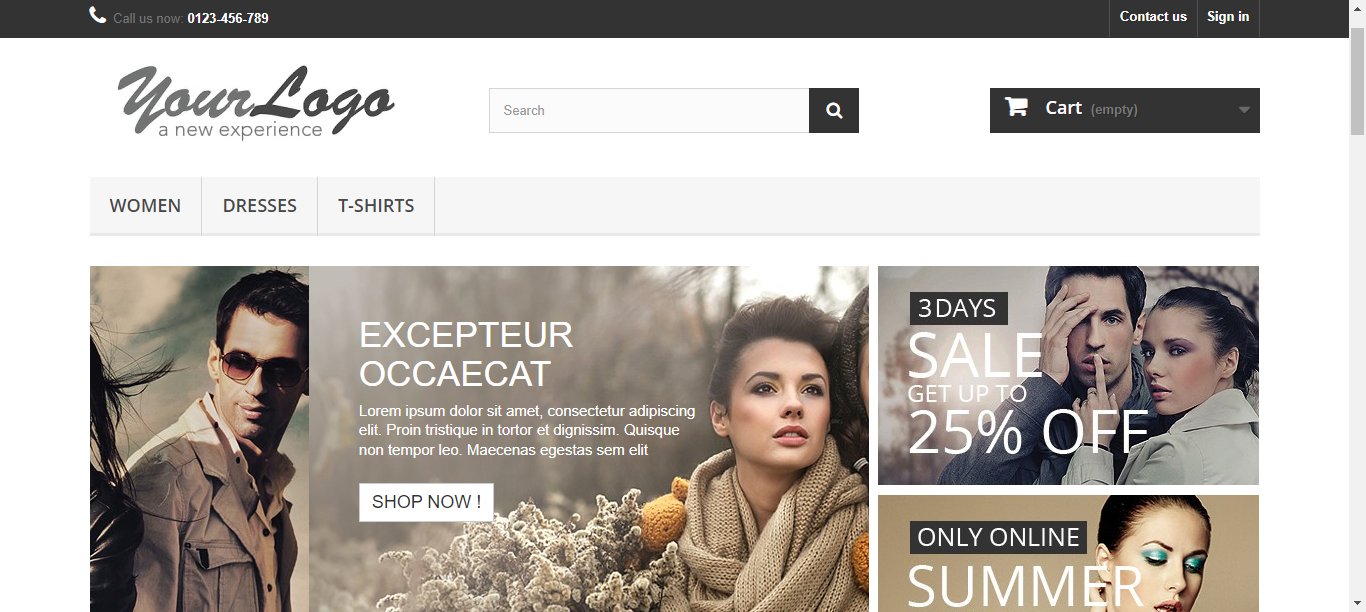 Call us now: 0123-456-789
Contact us
Sign in
YourLogo
a new experience
Search
Cart (empty)
WOMEN
DRESSES
T-SHIRTS
EXCEPTEUR
OCCAECAT
Lorem ipsum dolor sit amet, consectetur adipiscing
elit. Proin tristique in tortor et dignissim. Quisque
non tempor leo. Maecenas egestas sem elit
SHOP NOW !
3DAYS
SALE
GET UP TO
25% OFF
ONLY ONLINE
SUMMER